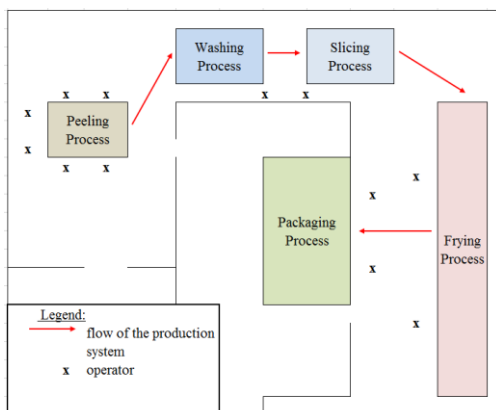 Washing
Process
Slicing
Process
x x
x x
x
Peeling
Process
x
x x
x
x
Packaging
Process
Frying
Process
x
x
Legend:
flow of the production
system
x operator